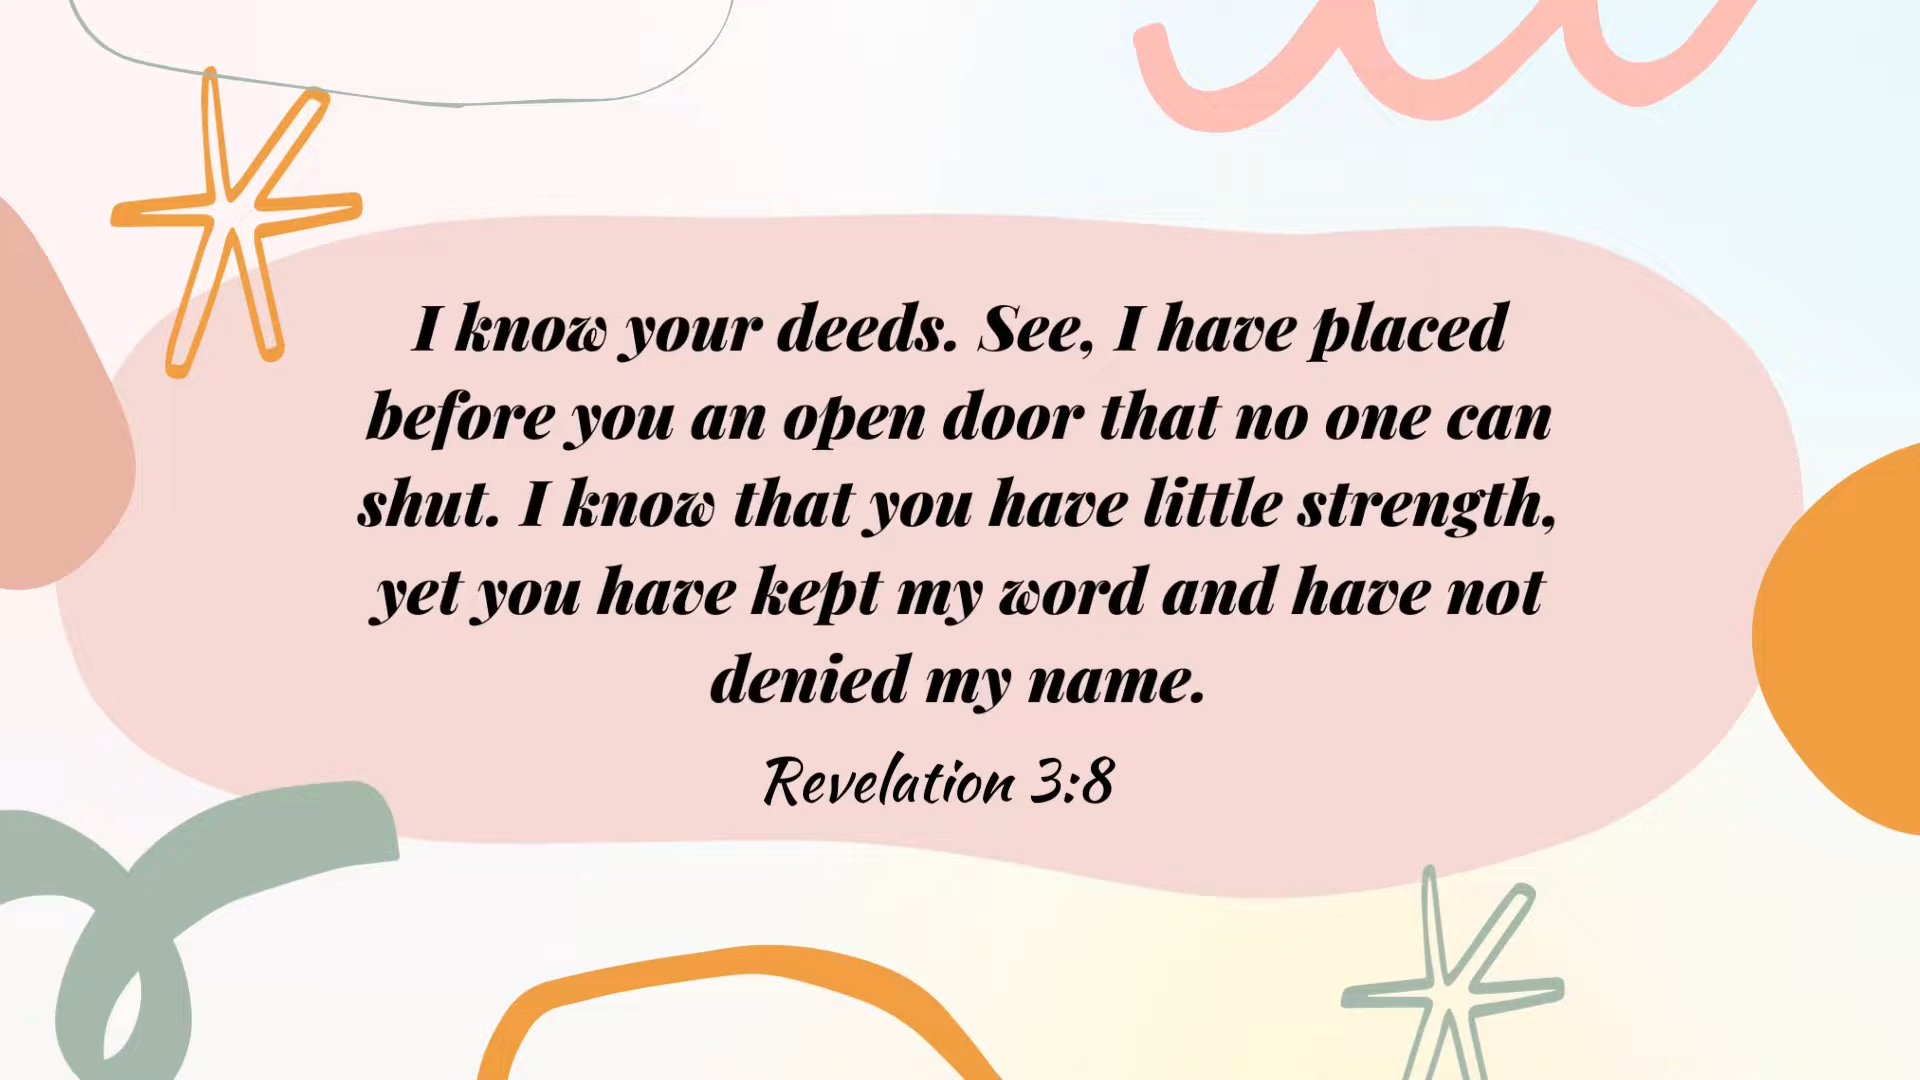 I know your deeds. See, I have placed
before you an open door that no one can
shut. I know that you have little strength,
yet you have kept my word and have not
denied my name.
Revelation 3:8